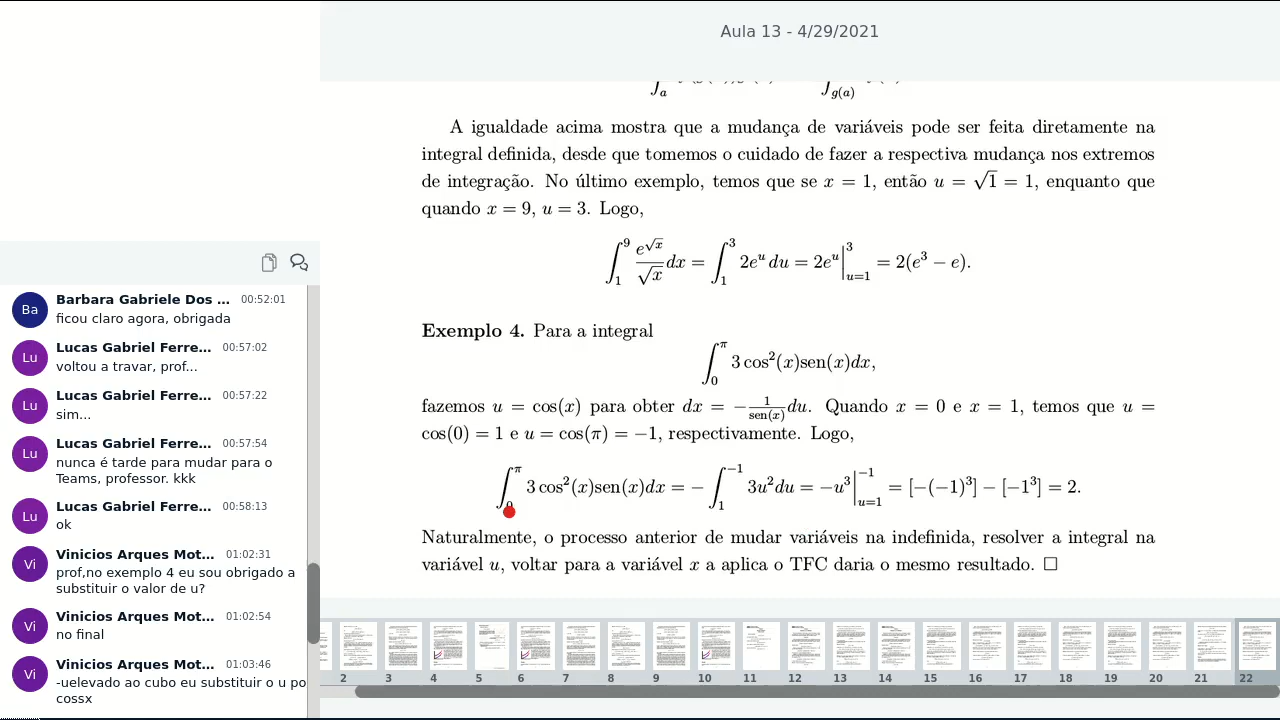 Aula 13 - 4/29/2021
A igualdade acima mostra que a mudança de variáveis pode ser feita diretamente na
integral definida, desde que tomemos o cuidado de fazer a respectiva mudança nos extremos
de integração. No último exemplo, temos que se x = 1, então u = √1 = 1, enquanto que
quando x = 9, u = 3. Logo,
∫₁⁹ e^√x/√x dx = ∫₁³ 2e^u du = 2e^u |³_{u=1} = 2(e³ − e).
Exemplo 4. Para a integral
∫₀^π 3 cos²(x)sen(x)dx,
fazemos u = cos(x) para obter dx = −1/sen(x) du. Quando x = 0 e x = 1, temos que u =
cos(0) = 1 e u = cos(π) = −1, respectivamente. Logo,
∫₀^π 3 cos²(x)sen(x)dx = − ∫₁^{−1} 3u²du = −u³ |^{−1}_{u=1} = [−(−1)³] − [−1³] = 2.
Naturalmente, o processo anterior de mudar variáveis na indefinida, resolver a integral na
variável u, voltar para a variável x a aplica o TFC daria o mesmo resultado. □
Ba Barbara Gabriele Dos ... 00:52:01
ficou claro agora, obrigada
Lu Lucas Gabriel Ferre... 00:57:02
voltou a travar, prof...
Lu Lucas Gabriel Ferre... 00:57:22
sim...
Lu Lucas Gabriel Ferre... 00:57:54
nunca é tarde para mudar para o
Teams, professor. kkk
Lu Lucas Gabriel Ferre... 00:58:13
ok
Vi Vinicios Arques Mot... 01:02:31
prof,no exemplo 4 eu sou obrigado a
substituir o valor de u?
Vi Vinicios Arques Mot... 01:02:54
no final
Vi Vinicios Arques Mot... 01:03:46
-uelevado ao cubo eu substituir o u po
cossx
2 3 4 5 6 7 8 9 10 11 12 13 14 15 16 17 18 19 20 21 22